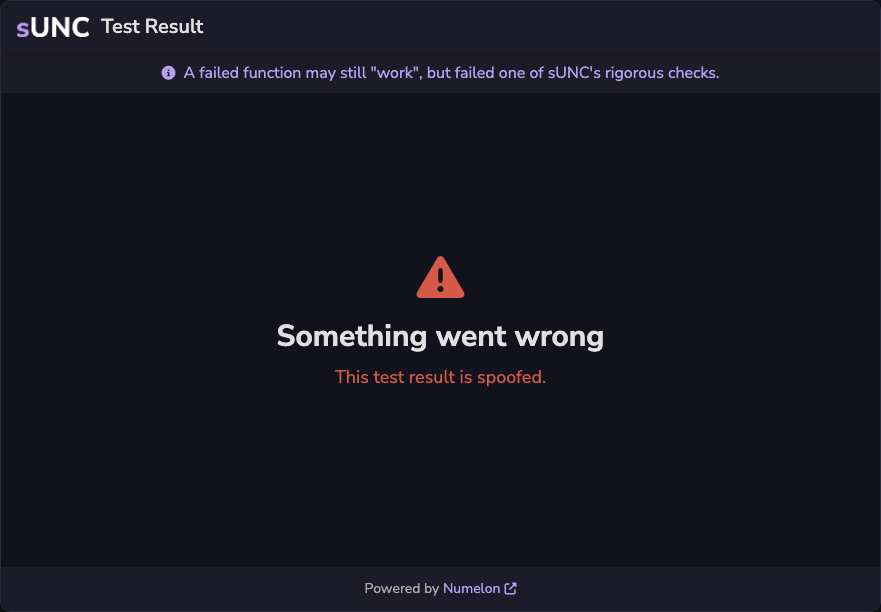 sUNC Test Result
A failed function may still "work", but failed one of sUNC's rigorous checks.
Something went wrong
This test result is spoofed.
Powered by Numelon